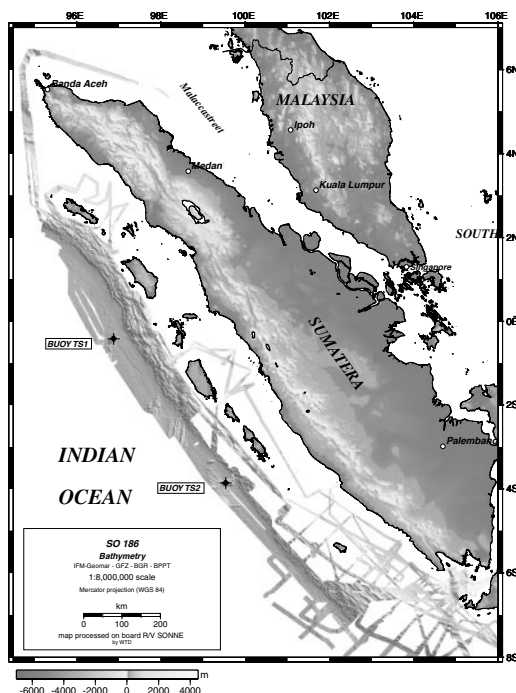 96E 98E 100E 102E 104E 106E
6N
Banda Aceh
Malaccastreet
MALAYSIA
Ipoh
4N
Medan
Kuala Lumpur
2N
SOUTH
Singapore
0E
BUOY TS1
SUMATERA
2S
Palembang
INDIAN
OCEAN
4S
BUOY TS2
SO 186
Bathymetry
IFM-Geomar - GFZ - BGR - BPPT
1:8,000,000 scale
Mercator projection (WGS 84)
km
0 100 200
map processed on board R/V SONNE
by WTD
6S
8S
m
-6000 -4000 -2000 0 2000 4000